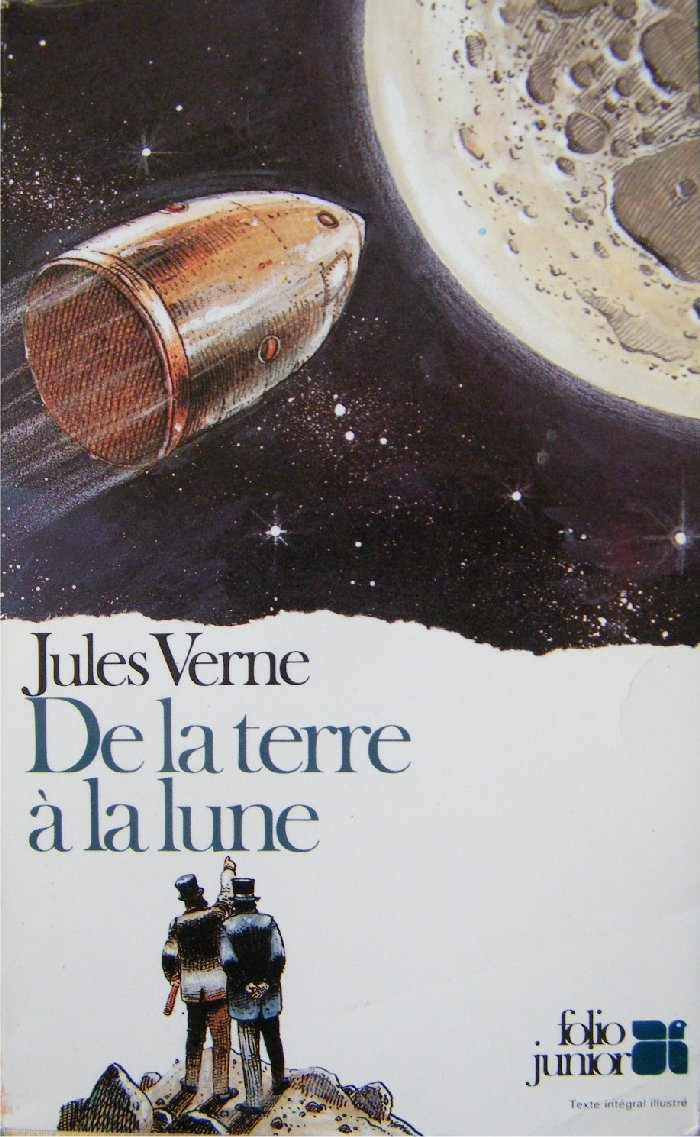 Jules Verne
De la terre
à la lune
folio
junior
Texte intégral illustré